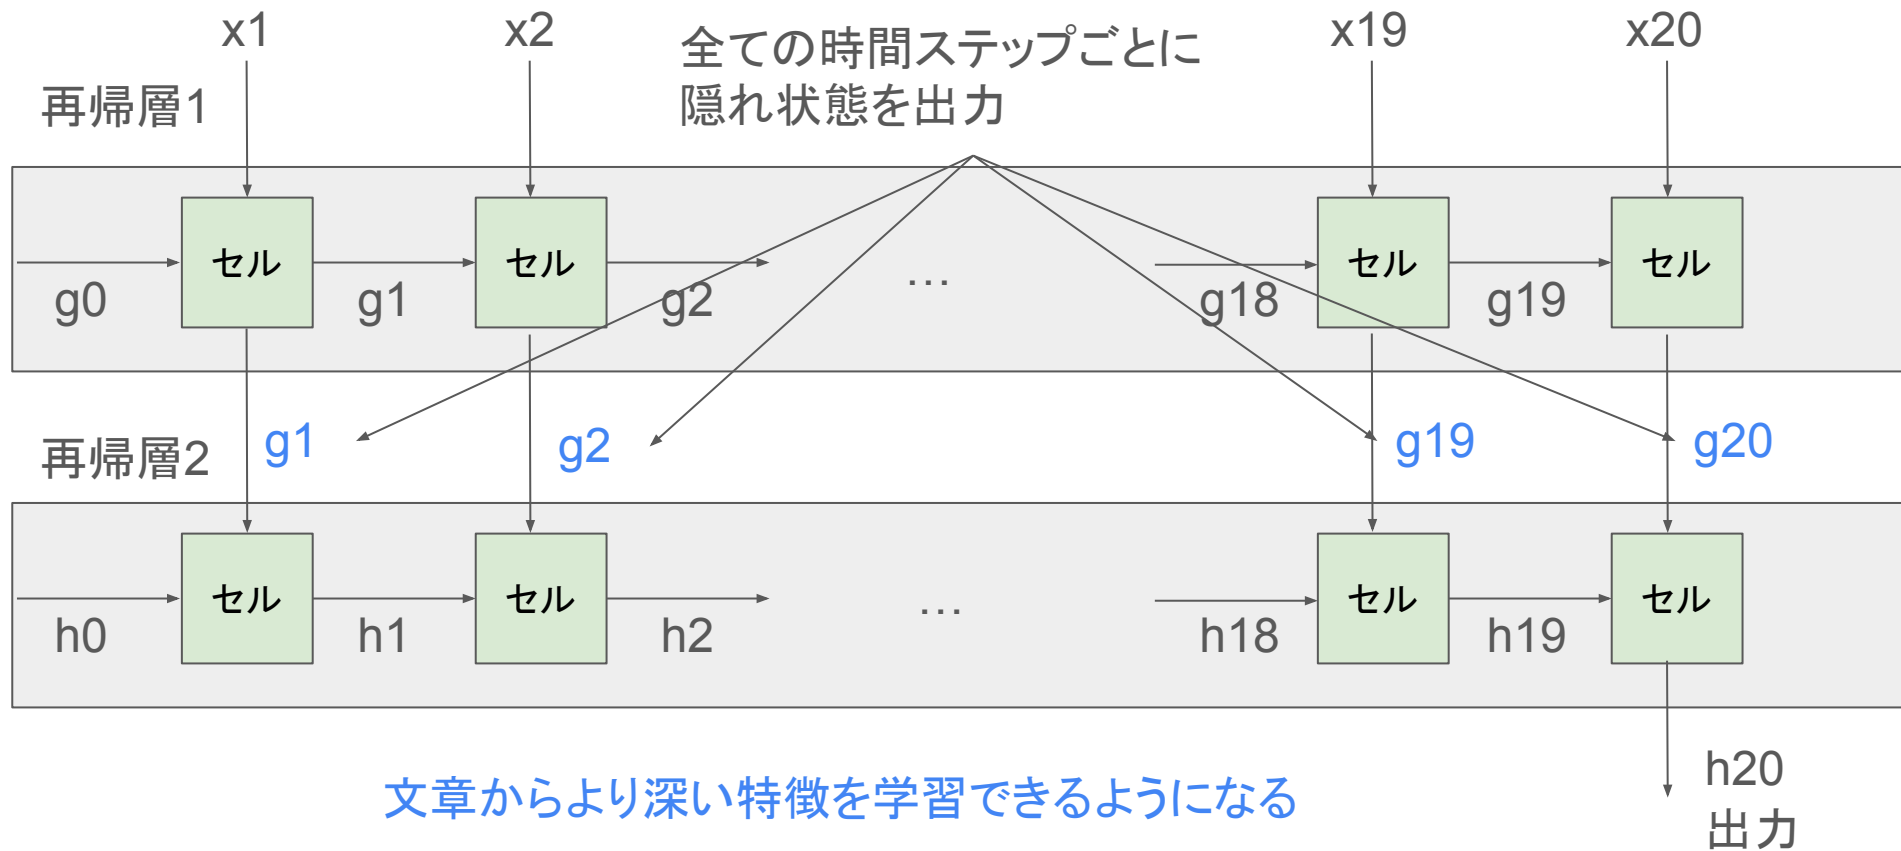 x1
x2
全ての時間ステップごとに
隠れ状態を出力
x19
x20
再帰層1
セル
セル
セル
セル
g0
g1
g2
...
g18
g19
再帰層2
g1
g2
g19
g20
セル
セル
セル
セル
h0
h1
h2
...
h18
h19
文章からより深い特徴を学習できるようになる
h20
出力